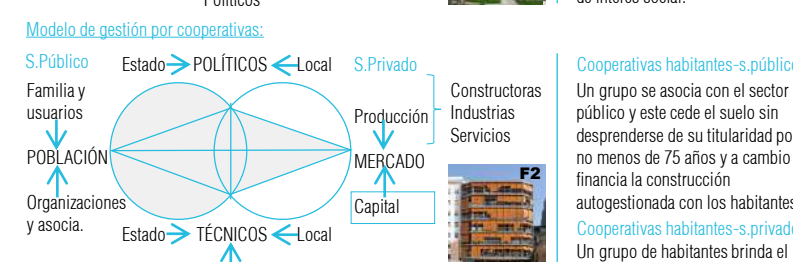 Políticos
de interés social.
Modelo de gestión por cooperativas:
S.Público
Estado POLÍTICOS Local
S.Privado
Familia y
usuarios
POBLACIÓN
Organizaciones
y asocia.
Producción
MERCADO
Capital
Constructoras
Industrias
Servicios
F2
Estado TÉCNICOS Local
Cooperativas habitantes-s.público
Un grupo se asocia con el sector
público y este cede el suelo sin
desprenderse de su titularidad po
no menos de 75 años y a cambio
financia la construcción
autogestionada con los habitantes
Cooperativas habitantes-s.privado
Un grupo de habitantes brinda el